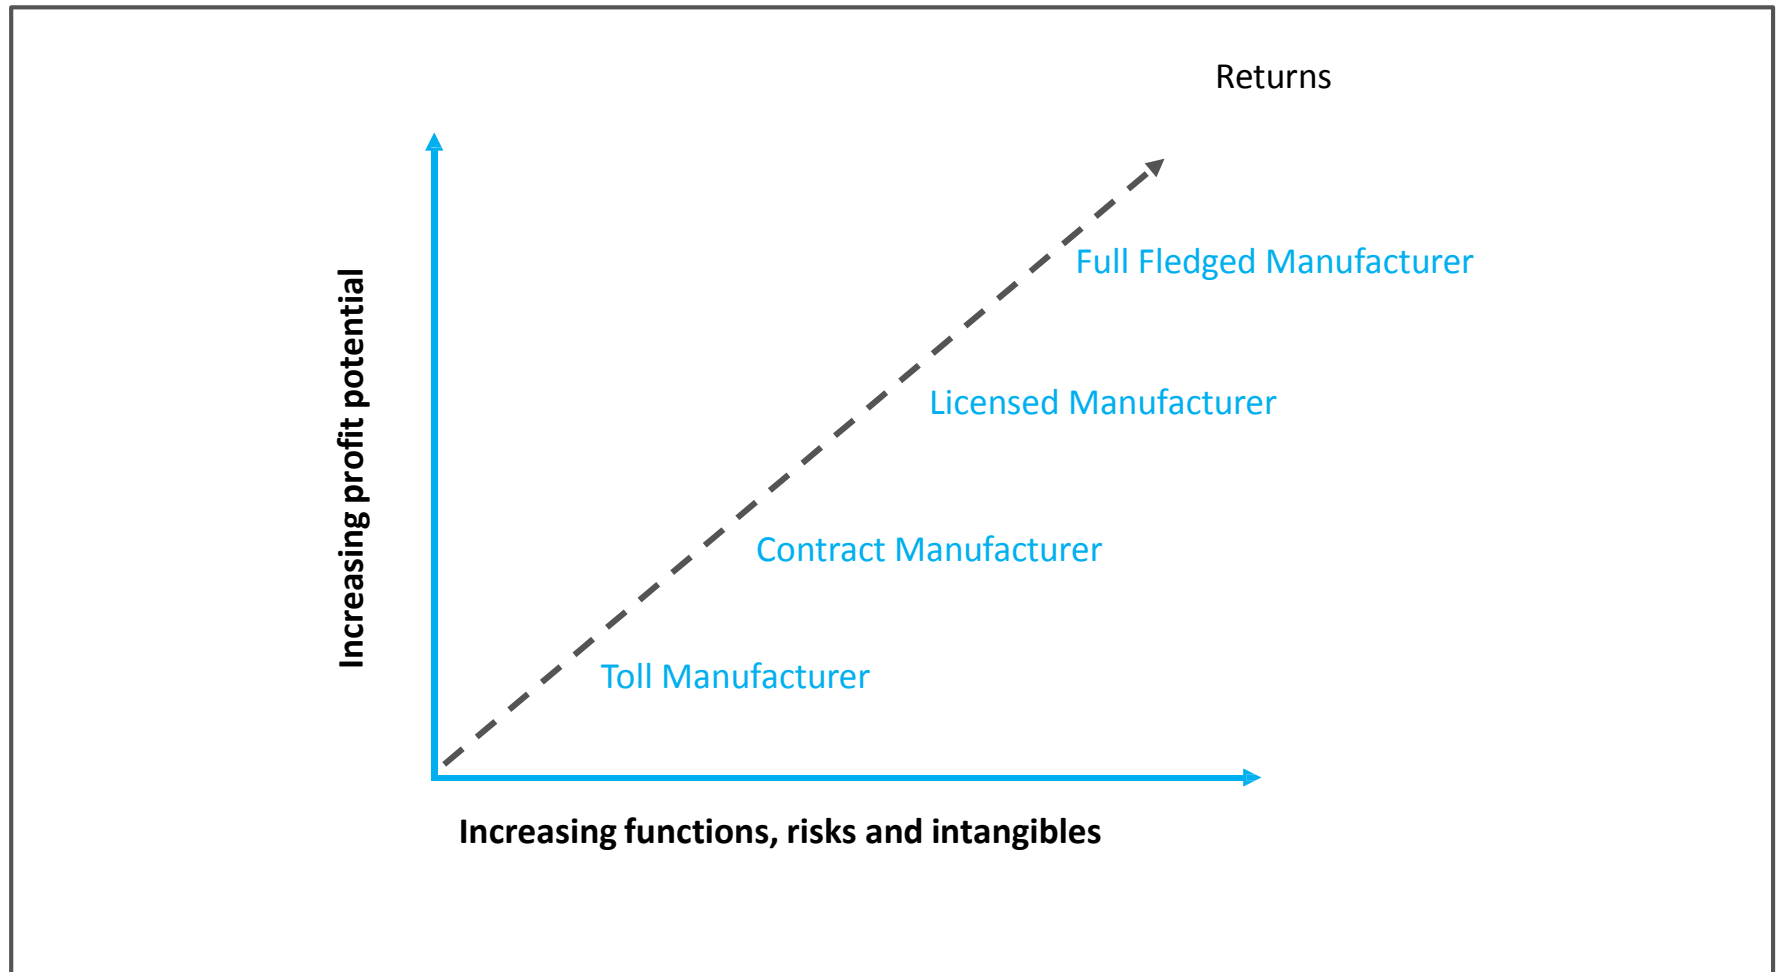 Returns
Increasing profit potential
Full Fledged Manufacturer
Licensed Manufacturer
Contract Manufacturer
Toll Manufacturer
Increasing functions, risks and intangibles